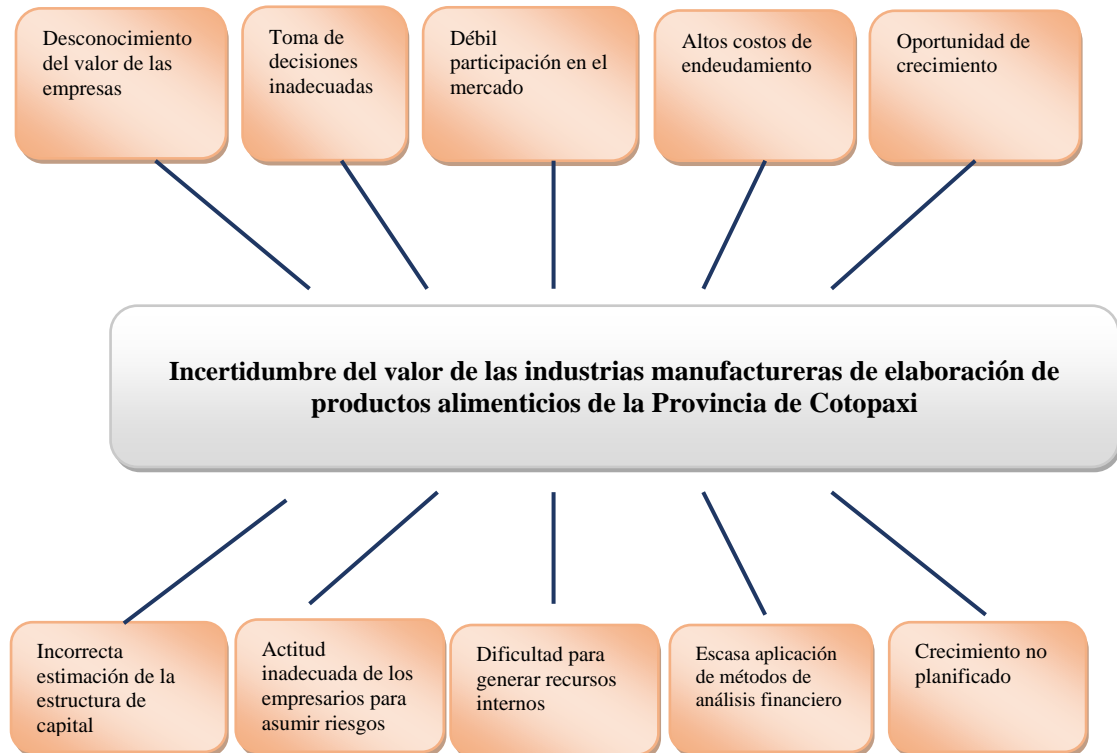 Desconocimiento
del valor de las
empresas
Toma de
decisiones
inadecuadas
Débil
participación en el
mercado
Altos costos de
endeudamiento
Oportunidad de
crecimiento
Incertidumbre del valor de las industrias manufactureras de elaboración de
productos alimenticios de la Provincia de Cotopaxi
Incorrecta
estimación de la
estructura de
capital
Actitud
inadecuada de los
empresarios para
asumir riesgos
Dificultad para
generar recursos
internos
Escasa aplicación
de métodos de
análisis financiero
Crecimiento no
planificado